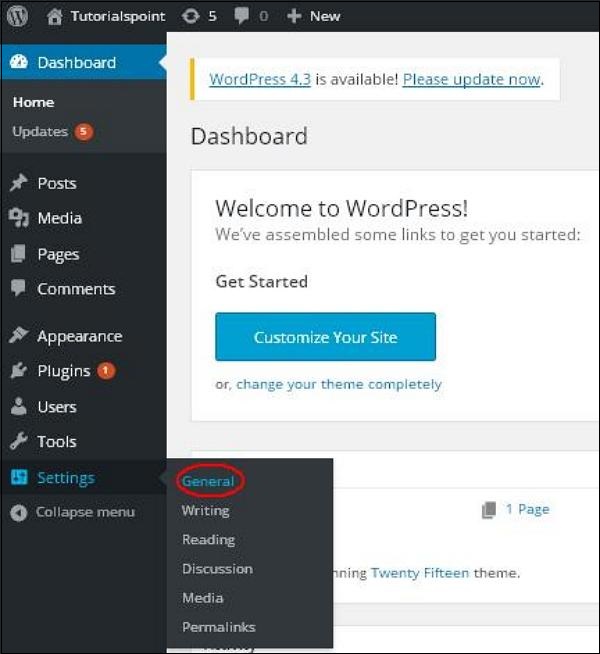 Tutorialspoint 5 0 New
Dashboard
Home
Updates 5
Posts
Media
Pages
Comments
Appearance
Plugins 1
Users
Tools
Settings
Collapse menu
General
Writing
Reading
Discussion
Media
Permalinks
WordPress 4.3 is available! Please update now.
Dashboard
Welcome to WordPress!
We've assembled some links to get you started:
Get Started
Customize Your Site
or, change your theme completely
1 Page
nning Twenty Fifteen theme.